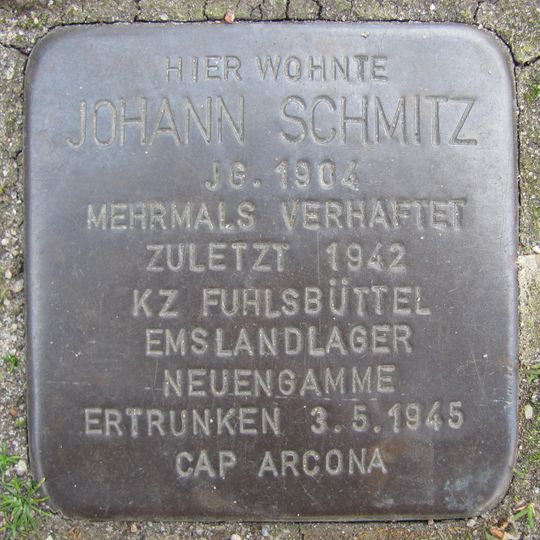 HIER WOHNTE
JOHANN SCHMITZ
JG. 1904
MEHRMALS VERHAFTET
ZULETZT 1942
KZ FUHLSBÜTTEL
EMSLANDLAGER
NEUENGAMME
ERTRUNKEN 3.5.1945
CAP ARCONA